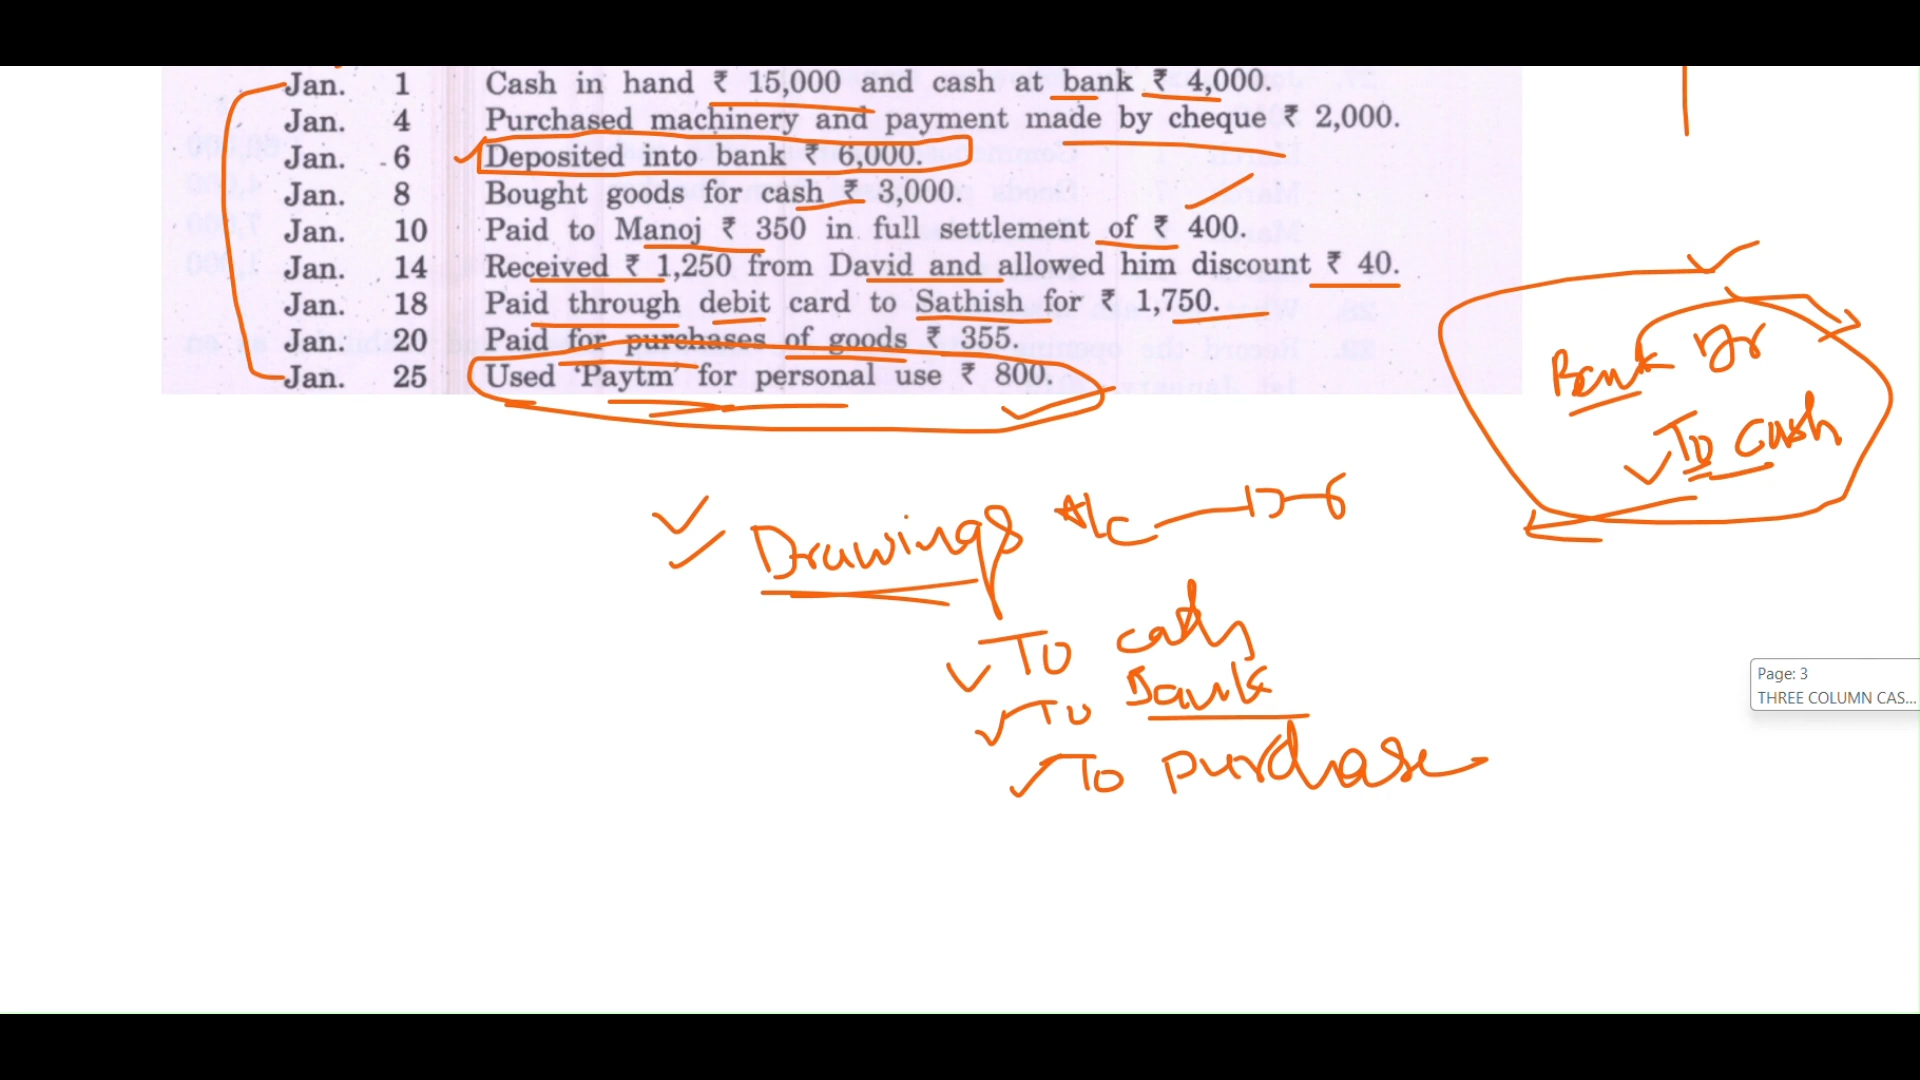 Jan. 1 Cash in hand ₹ 15,000 and cash at bank ₹ 4,000.
Jan. 4 Purchased machinery and payment made by cheque ₹ 2,000.
Jan. 6 Deposited into bank ₹ 6,000.
Jan. 8 Bought goods for cash ₹ 3,000.
Jan. 10 Paid to Manoj ₹ 350 in full settlement of ₹ 400.
Jan. 14 Received ₹ 1,250 from David and allowed him discount ₹ 40.
Jan. 18 Paid through debit card to Sathish for ₹ 1,750.
Jan. 20 Paid for purchases of goods ₹ 355.
Jan. 25 Used ‘Paytm’ for personal use ₹ 800.
Bank Dr
To Cash
Drawings A/c Dr
To cash
To Bank
To purchase
Page: 3
THREE COLUMN CAS...